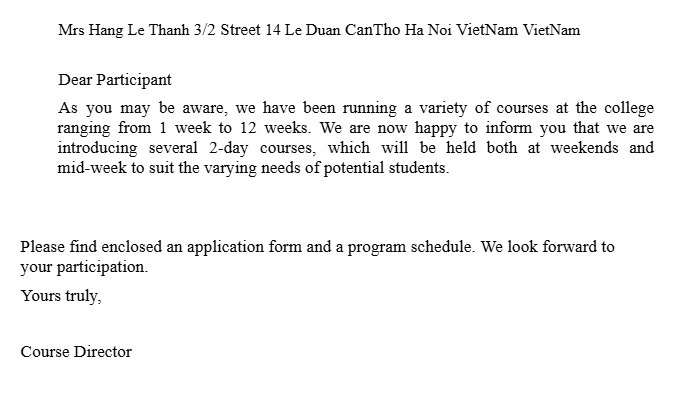 Mrs Hang Le Thanh 3/2 Street 14 Le Duan CanTho Ha Noi VietNam VietNam
Dear Participant
As you may be aware, we have been running a variety of courses at the college
ranging from 1 week to 12 weeks. We are now happy to inform you that we are
introducing several 2-day courses, which will be held both at weekends and
mid-week to suit the varying needs of potential students.
Please find enclosed an application form and a program schedule. We look forward to
your participation.
Yours truly,
Course Director